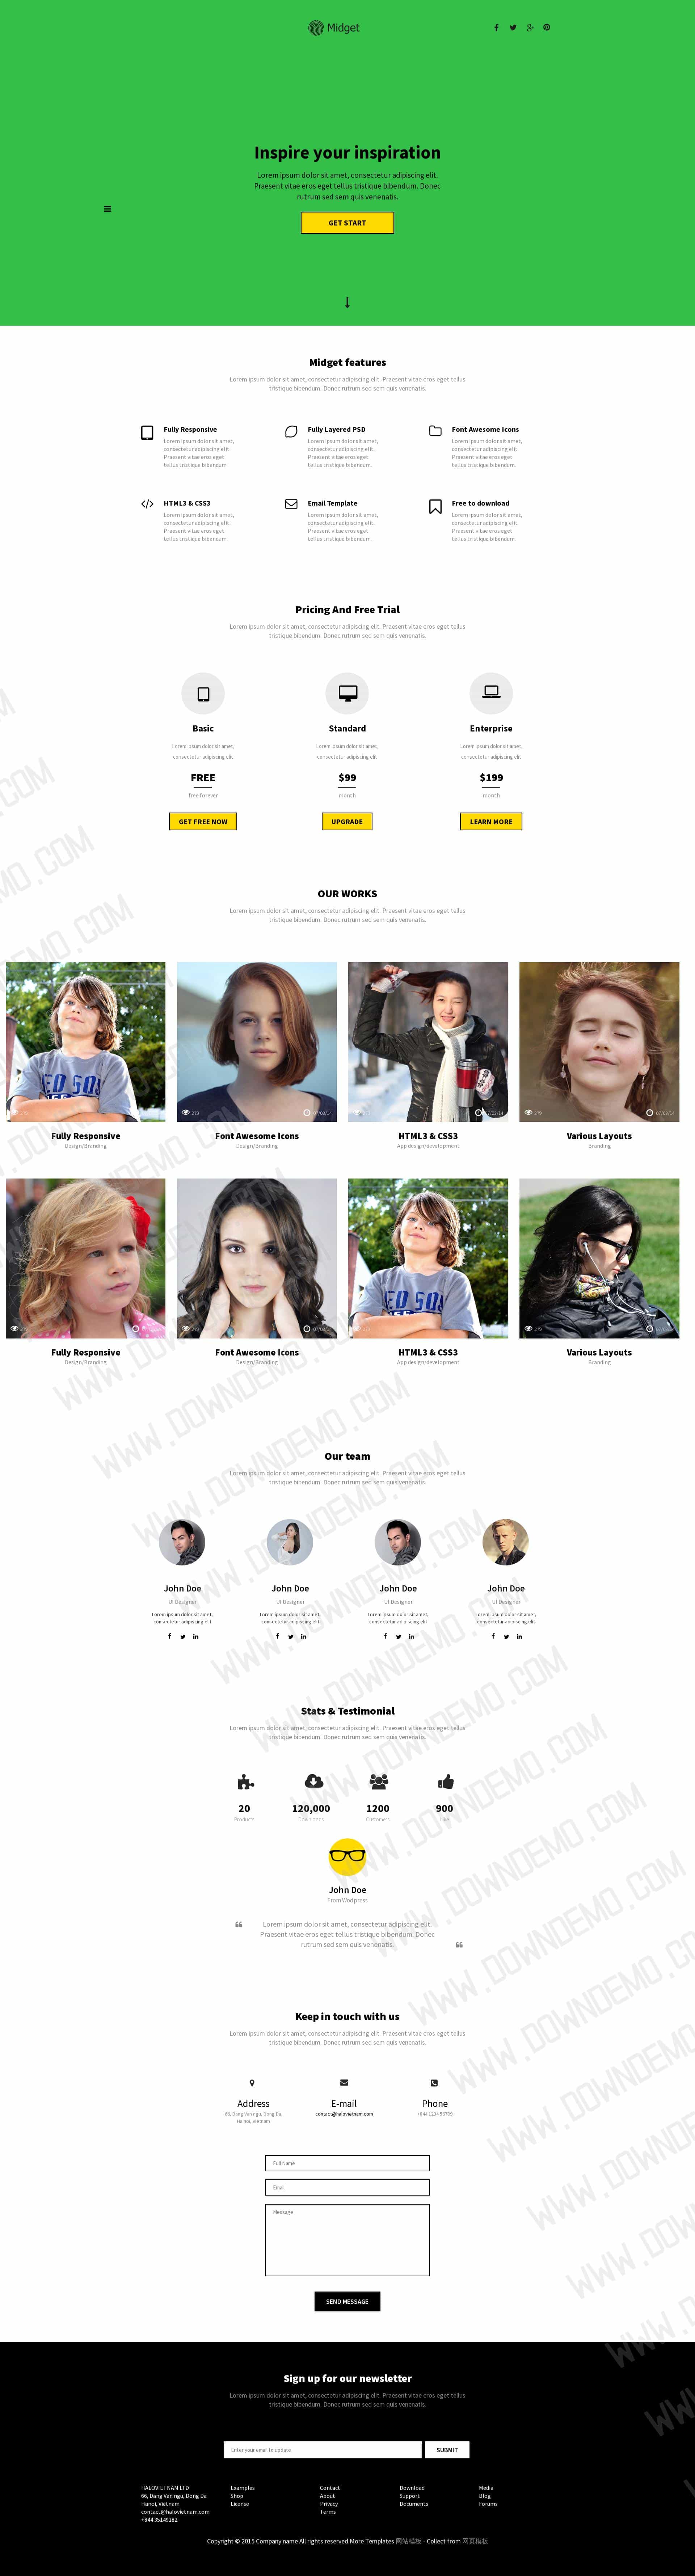 Midget
Inspire your inspiration
Lorem ipsum dolor sit amet, consectetur adipiscing elit.
Praesent vitae eros eget tellus tristique bibendum. Donec
rutrum sed sem quis venenatis.
GET START
Midget features
Lorem ipsum dolor sit amet, consectetur adipiscing elit. Praesent vitae eros eget tellus
tristique bibendum. Donec rutrum sed sem quis venenatis.
Fully Responsive
Lorem ipsum dolor sit amet,
consectetur adipiscing elit.
Praesent vitae eros eget
tellus tristique bibendum.
Fully Layered PSD
Lorem ipsum dolor sit amet,
consectetur adipiscing elit.
Praesent vitae eros eget
tellus tristique bibendum.
Font Awesome Icons
Lorem ipsum dolor sit amet,
consectetur adipiscing elit.
Praesent vitae eros eget
tellus tristique bibendum.
HTML3 & CSS3
Lorem ipsum dolor sit amet,
consectetur adipiscing elit.
Praesent vitae eros eget
tellus tristique bibendum.
Email Template
Lorem ipsum dolor sit amet,
consectetur adipiscing elit.
Praesent vitae eros eget
tellus tristique bibendum.
Free to download
Lorem ipsum dolor sit amet,
consectetur adipiscing elit.
Praesent vitae eros eget
tellus tristique bibendum.
Pricing And Free Trial
Lorem ipsum dolor sit amet, consectetur adipiscing elit. Praesent vitae eros eget tellus
tristique bibendum. Donec rutrum sed sem quis venenatis.
Basic
Lorem ipsum dolor sit amet,
consectetur adipiscing elit
FREE
free forever
GET FREE NOW
Standard
Lorem ipsum dolor sit amet,
consectetur adipiscing elit
$99
month
UPGRADE
Enterprise
Lorem ipsum dolor sit amet,
consectetur adipiscing elit
$199
month
LEARN MORE
OUR WORKS
Lorem ipsum dolor sit amet, consectetur adipiscing elit. Praesent vitae eros eget tellus
tristique bibendum. Donec rutrum sed sem quis venenatis.
279
279
Fully Responsive
Design/Branding
Font Awesome Icons
Design/Branding
HTML3 & CSS3
App design/development
Various Layouts
Branding
279
Fully Responsive
Design/Branding
Font Awesome Icons
Design/Branding
HTML3 & CSS3
App design/development
Various Layouts
Branding
Our team
Lorem ipsum dolor sit amet, consectetur adipiscing elit. Praesent vitae eros eget tellus
tristique bibendum. Donec rutrum sed sem quis venenatis.
John Doe
UI Designer
Lorem ipsum dolor sit amet,
consectetur adipiscing elit
John Doe
UI Designer
Lorem ipsum dolor sit amet,
consectetur adipiscing elit
John Doe
UI Designer
Lorem ipsum dolor sit amet,
consectetur adipiscing elit
John Doe
UI Designer
Lorem ipsum dolor sit amet,
consectetur adipiscing elit
Stats & Testimonial
Lorem ipsum dolor sit amet, consectetur adipiscing elit. Praesent vitae eros eget tellus
tristique bibendum. Donec rutrum sed sem quis venenatis.
20
Products
120,000
Downloads
1200
Customers
900
Like
John Doe
From Wodpress
Lorem ipsum dolor sit amet, consectetur adipiscing elit.
Praesent vitae eros eget tellus tristique bibendum. Donec
rutrum sed sem quis venenatis.
Keep in touch with us
Lorem ipsum dolor sit amet, consectetur adipiscing elit. Praesent vitae eros eget tellus
tristique bibendum. Donec rutrum sed sem quis venenatis.
Address
66, Dang Van ngu, Dong Da,
Ha noi, Vietnam
E-mail
contact@halovietnam.com
Phone
+844 1234 56789
Full Name
Email
Message
SEND MESSAGE
Sign up for our newsletter
Lorem ipsum dolor sit amet, consectetur adipiscing elit. Praesent vitae eros eget tellus
tristique bibendum. Donec rutrum sed sem quis venenatis.
Enter your email to update
SUBMIT
HALOVIETNAM LTD
66, Dang Van ngu, Dong Da
Hanoi, Vietnam
contact@halovietnam.com
+844 35149182
Examples
Shop
License
Contact
About
Privacy
Terms
Download
Support
Documents
Media
Blog
Forums
Copyright © 2015.Company name All rights reserved.More Templates 网站模板 - Collect from 网页模板
WWW.DOWNDEMO.COM